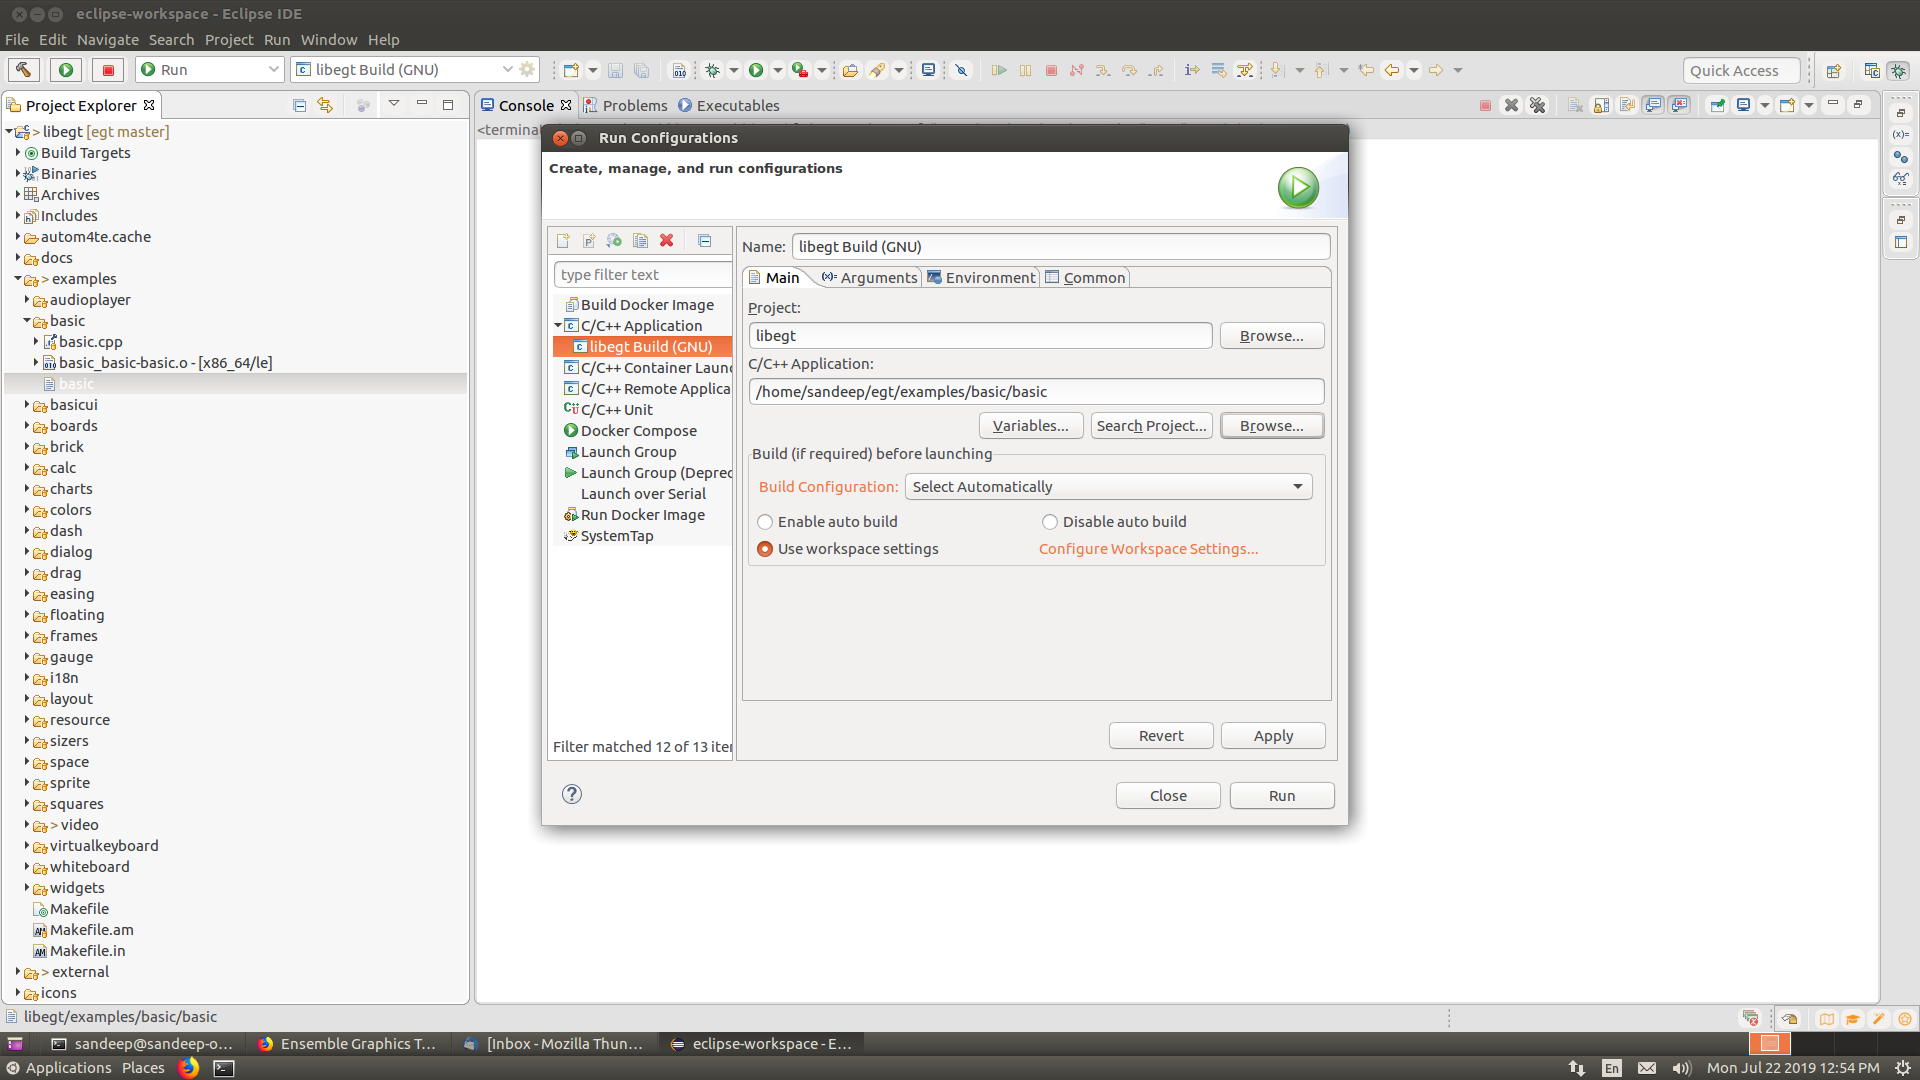 eclipse-workspace - Eclipse IDE
File Edit Navigate Search Project Run Window Help
Run
libegt Build (GNU)
Quick Access
Project Explorer
> libegt [egt master]
Build Targets
Binaries
Archives
Includes
autom4te.cache
docs
> examples
audioplayer
basic
basic.cpp
basic_basic-basic.o - [x86_64/le]
basic
basicui
boards
brick
calc
charts
colors
dash
dialog
drag
easing
floating
frames
gauge
i18n
layout
resource
sizers
space
sprite
squares
> video
virtualkeyboard
whiteboard
widgets
Makefile
Makefile.am
Makefile.in
> external
icons
Console Problems Executables
<termina
Run Configurations
Create, manage, and run configurations
type filter text
Build Docker Image
C/C++ Application
libegt Build (GNU)
C/C++ Container Laun
C/C++ Remote Applica
C/C++ Unit
Docker Compose
Launch Group
Launch Group (Deprec
Launch over Serial
Run Docker Image
SystemTap
Filter matched 12 of 13 iter
Name: libegt Build (GNU)
Main Arguments Environment Common
Project:
libegt Browse...
C/C++ Application:
/home/sandeep/egt/examples/basic/basic
Variables... Search Project... Browse...
Build (if required) before launching
Build Configuration: Select Automatically
Enable auto build Disable auto build
Use workspace settings Configure Workspace Settings...
Revert Apply
Close Run
libegt/examples/basic/basic
sandeep@sandeep-o... Ensemble Graphics T... [Inbox - Mozilla Thun... eclipse-workspace - E...
Applications Places En Mon Jul 22 2019 12:54 PM